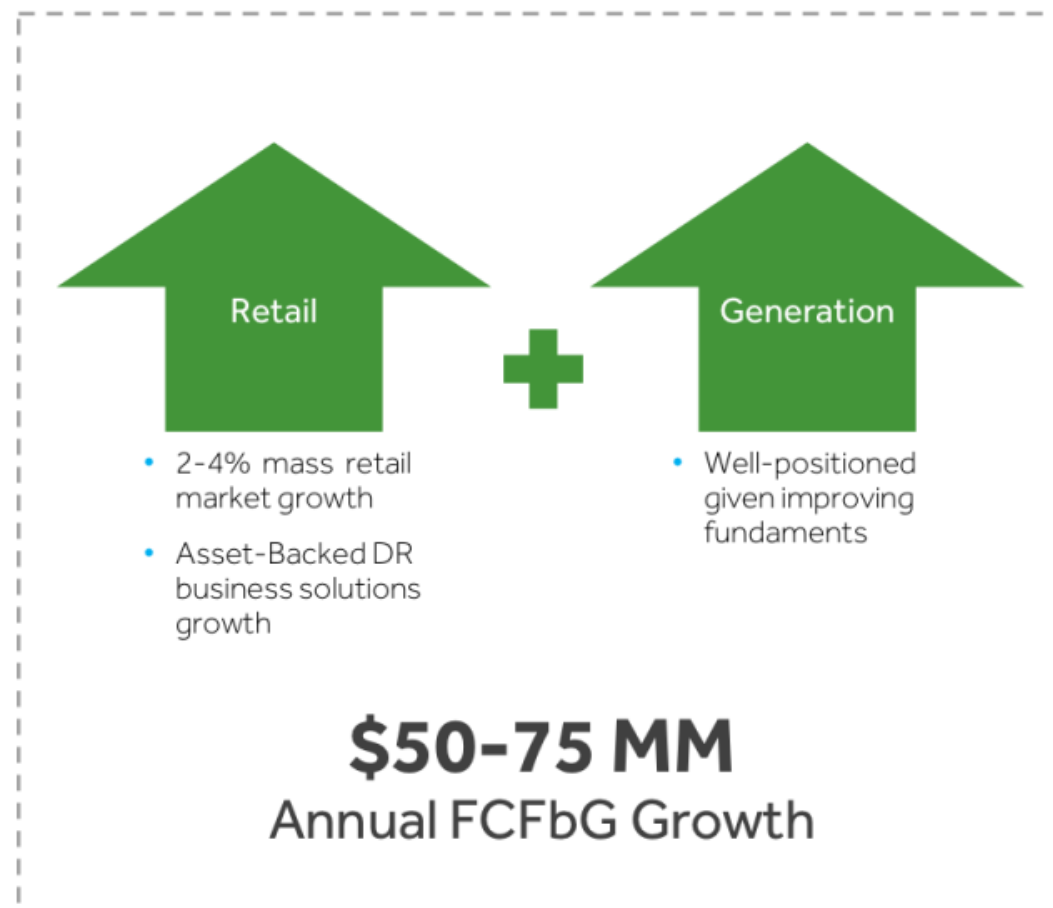 Retail
Generation
• 2-4% mass retail
market growth
• Asset-Backed DR
business solutions
growth
• Well-positioned
given improving
fundaments
$50-75 MM
Annual FCFbG Growth